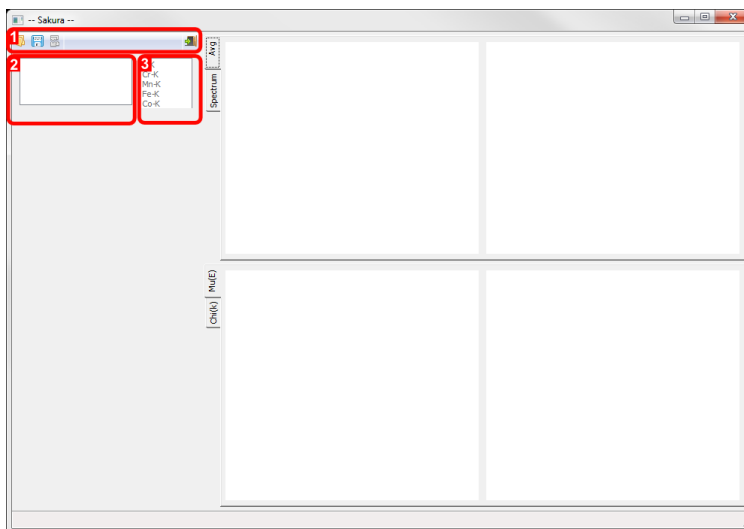 -- Sakura --
1
2
3
Cr-K
Mn-K
Fe-K
Co-K
Avg
Spectrum
Mu(E)
Chi(k)